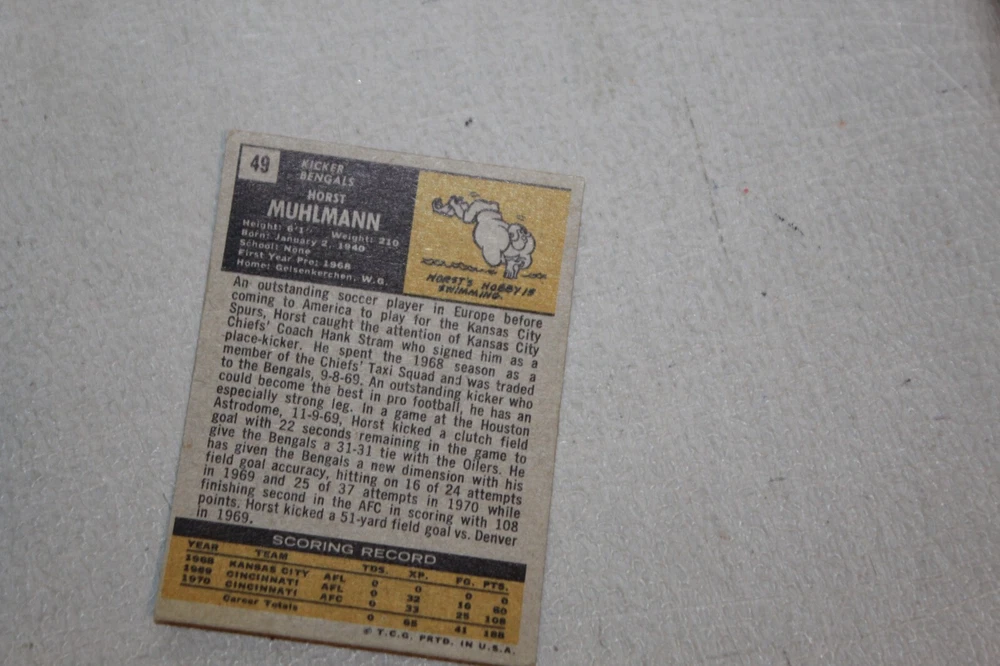 49
KICKER
BENGALS
HORST
MUHLMANN
Height: 6'1" Weight: 210
Born: January 2, 1940
School: None
First Year Pro: 1968
Home: Gelsenkerchen, W.G.
HORST'S HOBBY IS
SWIMMING.
An outstanding soccer player in Europe before
coming to America to play for the Kansas City
Spurs, Horst caught the attention of Kansas City
Chiefs' Coach Hank Stram who signed him as a
place-kicker. He spent the 1968 season as a
member of the Chiefs' Taxi Squad and was traded
to the Bengals, 9-8-69. An outstanding kicker who
could become the best in pro football, he has an
especially strong leg. In a game at the Houston
Astrodome, 11-9-69, Horst kicked a clutch field
goal with 22 seconds remaining in the game to
give the Bengals a 31-31 tie with the Oilers. He
has given the Bengals a new dimension with his
field goal accuracy, hitting on 16 of 24 attempts
in 1969 and 25 of 37 attempts in 1970 while
finishing second in the AFC in scoring with 108
points. Horst kicked a 51-yard field goal vs. Denver
in 1969.
SCORING RECORD
YEAR TEAM TDS. XP. FG. PTS.
1968 KANSAS CITY AFL 0 0 0 0
1969 CINCINNATI AFL 0 32 16 60
1970 CINCINNATI AFC 0 33 25 108
Career Totals 0 65 41 188
© T.C.G. PRTD. IN U.S.A.